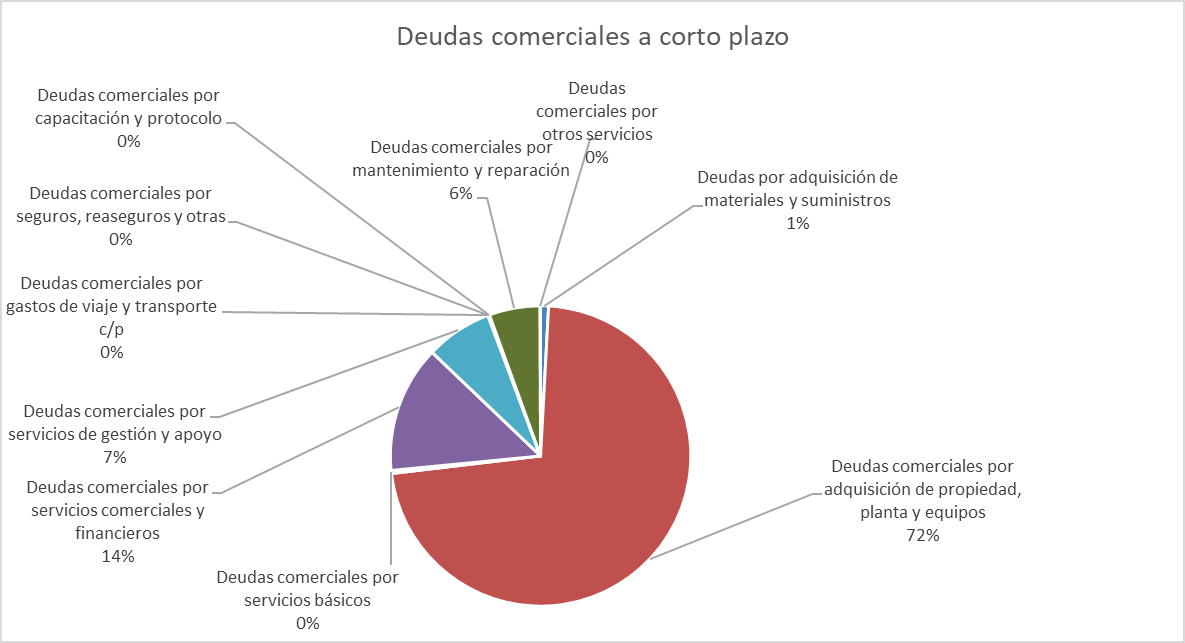 Deudas comerciales a corto plazo
Deudas comerciales por
capacitación y protocolo
0%
Deudas comerciales por
seguros, reaseguros y otras
0%
Deudas comerciales por
gastos de viaje y transporte
c/p
0%
Deudas comerciales por
servicios de gestión y apoyo
7%
Deudas comerciales por
servicios comerciales y
financieros
14%
Deudas comerciales por
servicios básicos
0%
Deudas comerciales por
mantenimiento y reparación
6%
Deudas
comerciales por
otros servicios
0%
Deudas por adquisición de
materiales y suministros
1%
Deudas comerciales por
adquisición de propiedad,
planta y equipos
72%